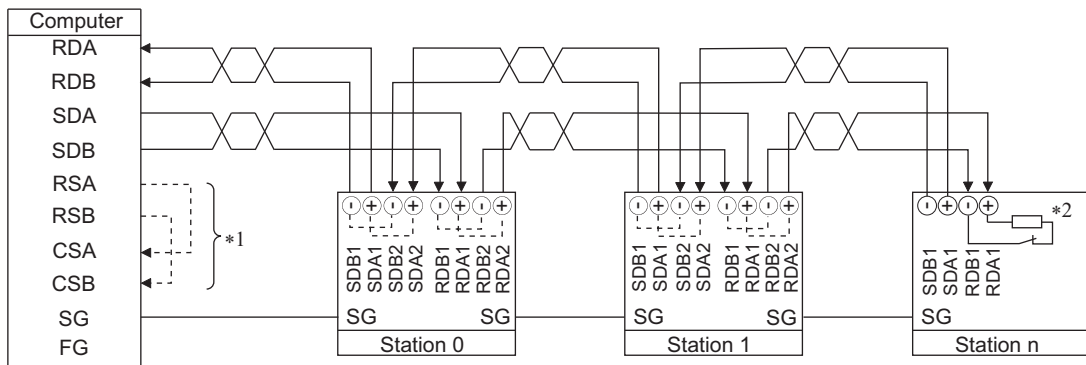 Computer
RDA
RDB
SDA
SDB
RSA
RSB
CSA
CSB
SG
FG
*1
- + - + - + - +
SDB1 SDA1 SDB2 SDA2 RDB1 RDA1 RDB2 RDA2
SG SG
Station 0
- + - + - + - +
SDB1 SDA1 SDB2 SDA2 RDB1 RDA1 RDB2 RDA2
SG SG
Station 1
- + - +
*2
SDB1 SDA1 RDB1 RDA1
SG
Station n